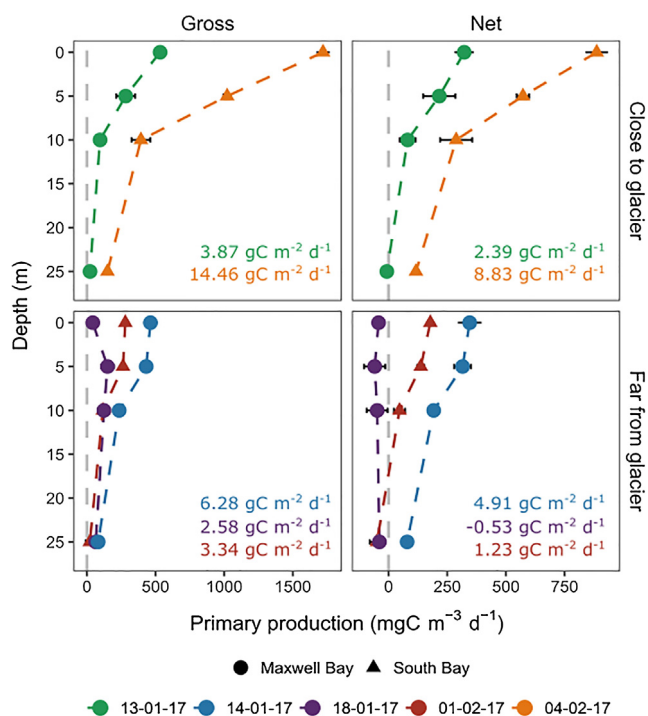 Gross Net
0
5
10
15
20
25
3.87 gC m⁻² d⁻¹
14.46 gC m⁻² d⁻¹
2.39 gC m⁻² d⁻¹
8.83 gC m⁻² d⁻¹
Close to glacier
Depth (m)
0
5
10
15
20
25
6.28 gC m⁻² d⁻¹
2.58 gC m⁻² d⁻¹
3.34 gC m⁻² d⁻¹
4.91 gC m⁻² d⁻¹
-0.53 gC m⁻² d⁻¹
1.23 gC m⁻² d⁻¹
Far from glacier
0 500 1000 1500 0 250 500 750
Primary production (mgC m⁻³ d⁻¹)
Maxwell Bay South Bay
13-01-17 14-01-17 18-01-17 01-02-17 04-02-17